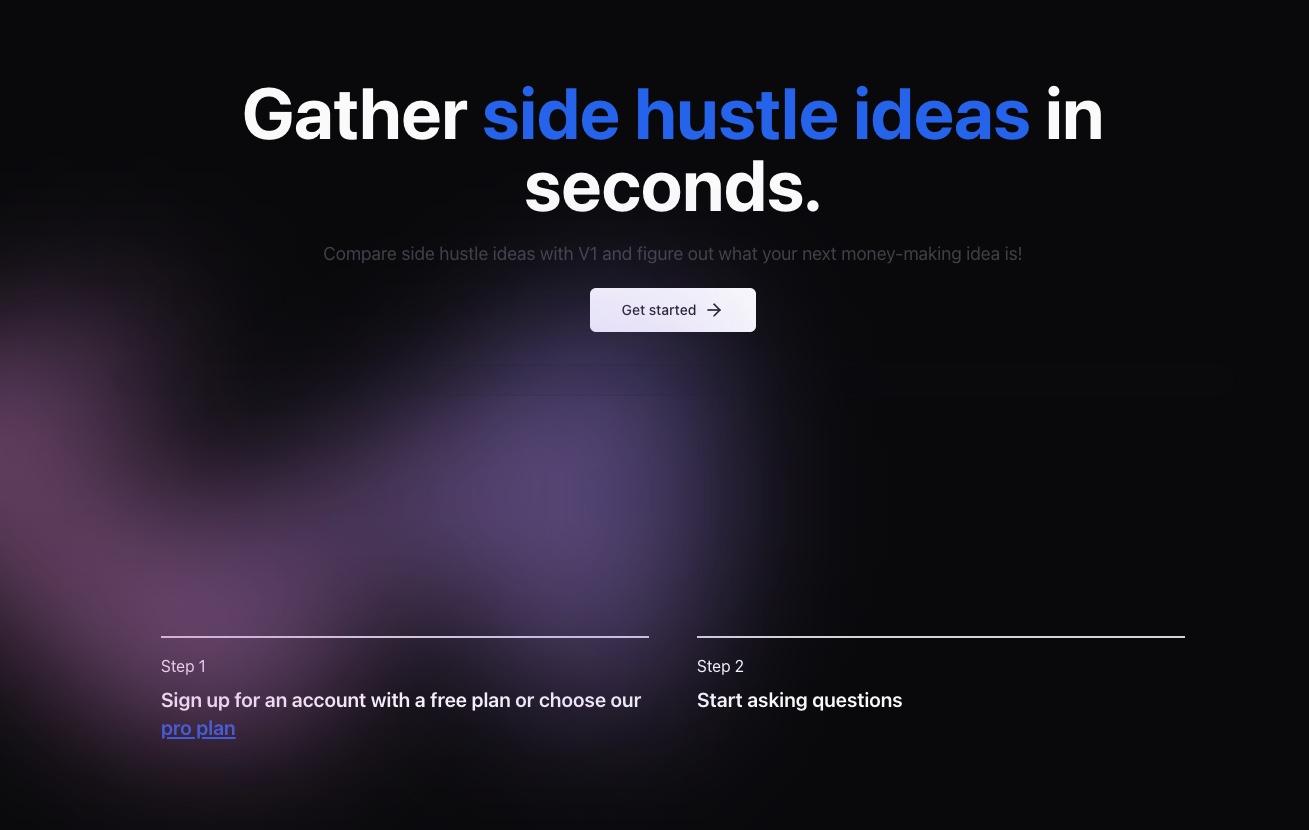 Gather side hustle ideas in
seconds.
Compare side hustle ideas with V1 and figure out what your next money-making idea is!
Get started
Step 1
Sign up for an account with a free plan or choose our
pro plan
Step 2
Start asking questions